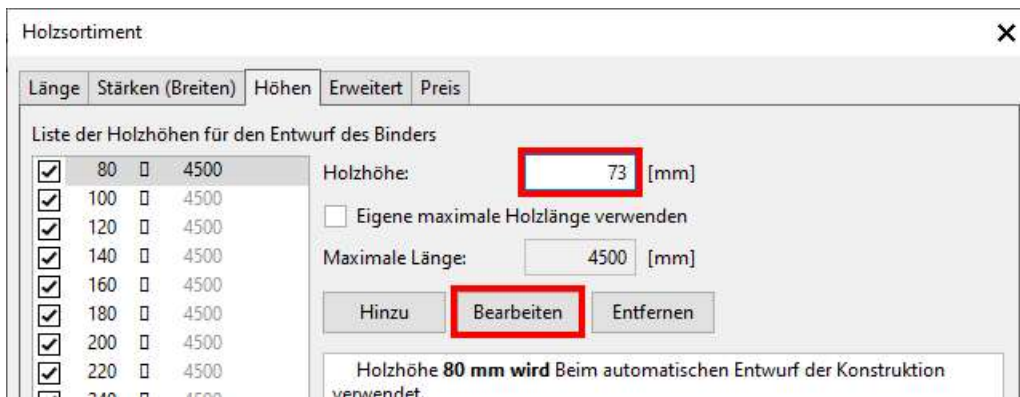 Holzsortiment
Länge Stärken (Breiten) Höhen Erweitert Preis
Liste der Holzhöhen für den Entwurf des Binders
80 4500
100 4500
120 4500
140 4500
160 4500
180 4500
200 4500
220 4500
240 4500
Holzhöhe: 73 [mm]
Eigene maximale Holzlänge verwenden
Maximale Länge: 4500 [mm]
Hinzu Bearbeiten Entfernen
Holzhöhe 80 mm wird Beim automatischen Entwurf der Konstruktion
verwendet.